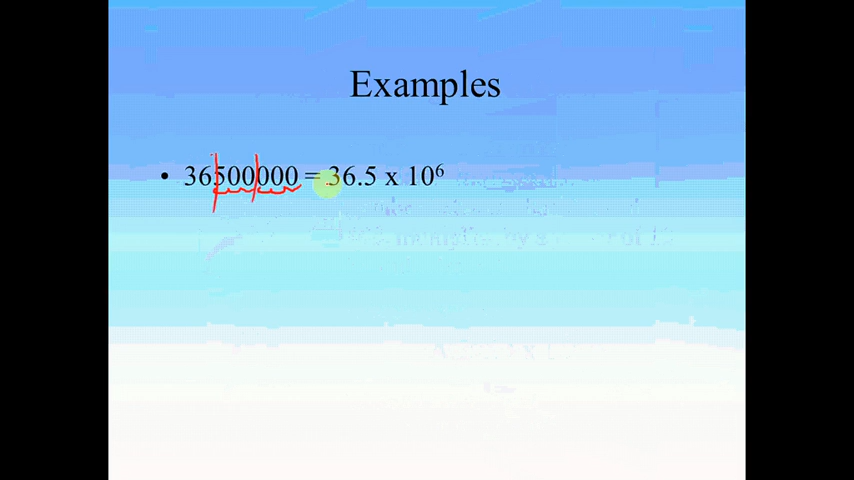 Examples
• 36500000 = 36.5 x 10⁶